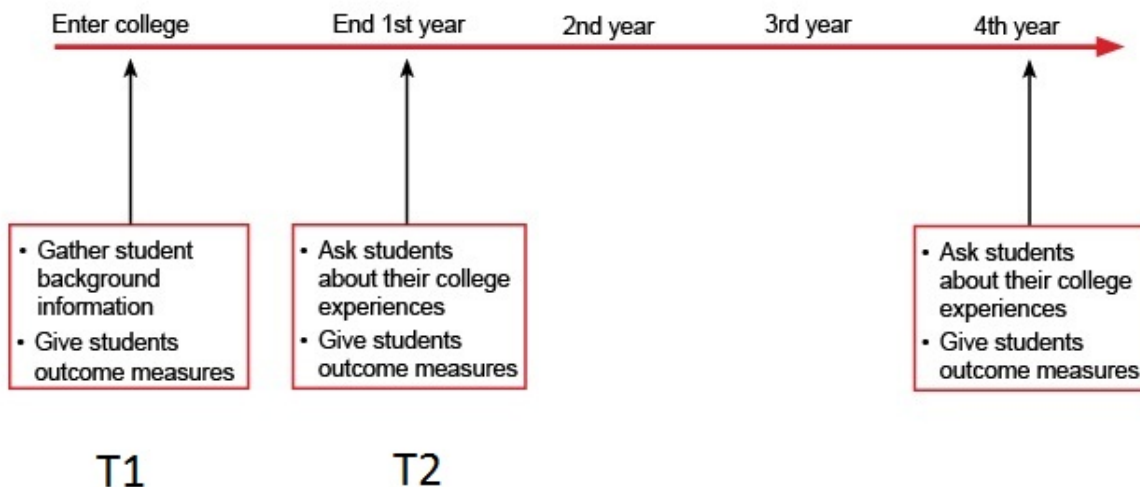 Enter college
End 1st year
2nd year
3rd year
4th year
• Gather student
background
information
• Give students
outcome measures
• Ask students
about their college
experiences
• Give students
outcome measures
• Ask students
about their college
experiences
• Give students
outcome measures
T1
T2